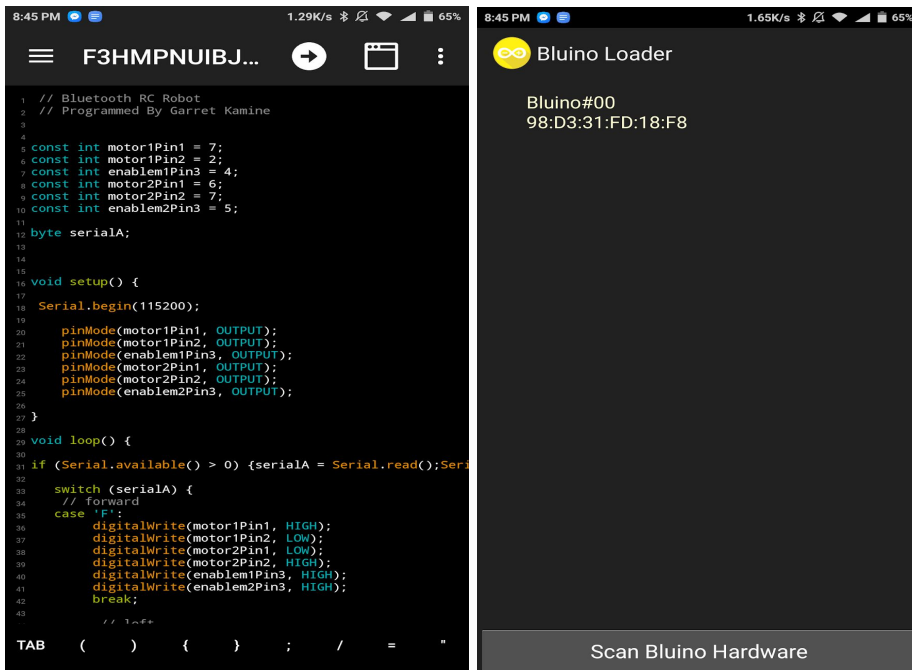 8:45 PM 1.29K/s 65%
F3HMPNUIBJ...
1 // Bluetooth RC Robot
2 // Programmed By Garret Kamine
3
4
5 const int motor1Pin1 = 7;
6 const int motor1Pin2 = 2;
7 const int enablem1Pin3 = 4;
8 const int motor2Pin1 = 6;
9 const int motor2Pin2 = 7;
10 const int enablem2Pin3 = 5;
11
12 byte serialA;
13
14
15
16 void setup() {
17
18 Serial.begin(115200);
19
20 pinMode(motor1Pin1, OUTPUT);
21 pinMode(motor1Pin2, OUTPUT);
22 pinMode(enablem1Pin3, OUTPUT);
23 pinMode(motor2Pin1, OUTPUT);
24 pinMode(motor2Pin2, OUTPUT);
25 pinMode(enablem2Pin3, OUTPUT);
26
27 }
28
29 void loop() {
30
31 if (Serial.available() > 0) {serialA = Serial.read();Seri
32
33 switch (serialA) {
34 // forward
35 case 'F':
36 digitalWrite(motor1Pin1, HIGH);
37 digitalWrite(motor1Pin2, LOW);
38 digitalWrite(motor2Pin1, LOW);
39 digitalWrite(motor2Pin2, HIGH);
40 digitalWrite(enablem1Pin3, HIGH);
41 digitalWrite(enablem2Pin3, HIGH);
42 break;
43
// left
TAB ( ) { } ; / = "
8:45 PM 1.65K/s 65%
Bluino Loader
Bluino#00
98:D3:31:FD:18:F8
Scan Bluino Hardware